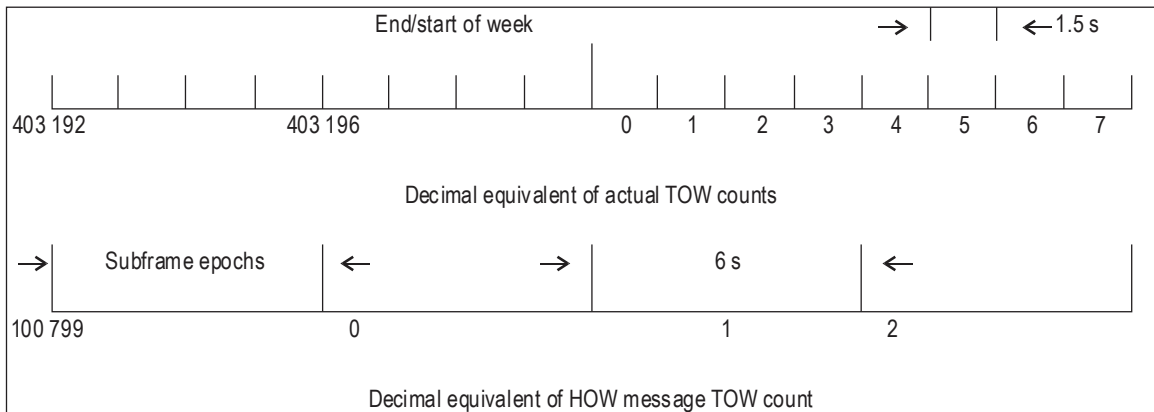 End/start of week 1.5 s
403 192 403 196 0 1 2 3 4 5 6 7
Decimal equivalent of actual TOW counts
Subframe epochs 6 s
100 799 0 1 2
Decimal equivalent of HOW message TOW count